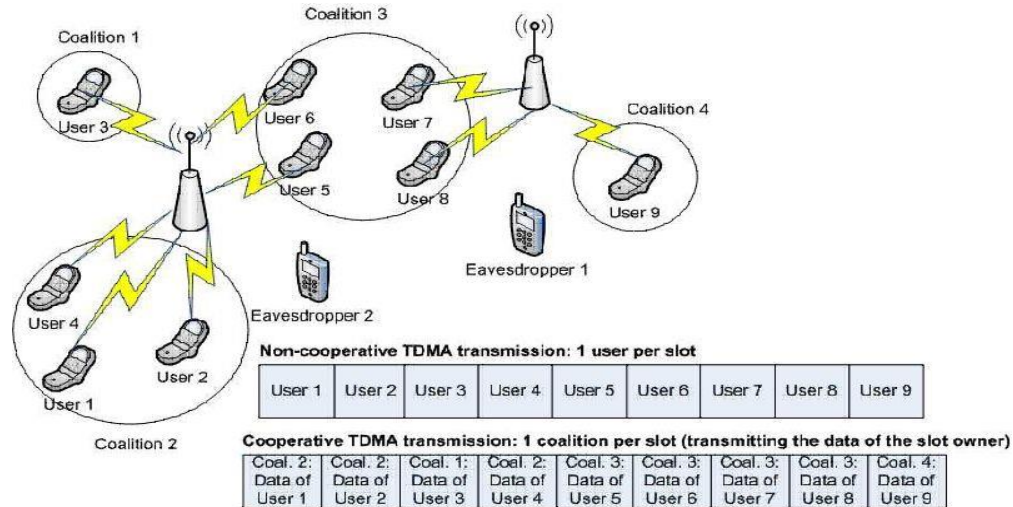 Coalition 3
Coalition 1
User 3
User 6
User 7
Coalition 4
User 5
User 8
User 9
Eavesdropper 1
User 4
Eavesdropper 2
User 2
User 1
Coalition 2
Non-cooperative TDMA transmission: 1 user per slot
User 1 User 2 User 3 User 4 User 5 User 6 User 7 User 8 User 9
Cooperative TDMA transmission: 1 coalition per slot (transmitting the data of the slot owner)
Coal. 2: Coal. 2: Coal. 1: Coal. 2: Coal. 3: Coal. 3: Coal. 3: Coal. 3: Coal. 4:
Data of Data of Data of Data of Data of Data of Data of Data of Data of
User 1 User 2 User 3 User 4 User 5 User 6 User 7 User 8 User 9